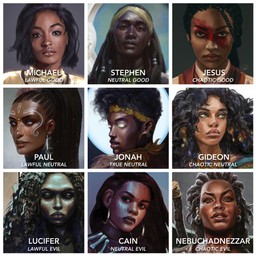 MICHAEL
LAWFUL GOOD
STEPHEN
NEUTRAL GOOD
JESUS
CHAOTIC GOOD
PAUL
LAWFUL NEUTRAL
JONAH
TRUE NEUTRAL
GIDEON
CHAOTIC NEUTRAL
LUCIFER
LAWFUL EVIL
CAIN
NEUTRAL EVIL
NEBUCHADNEZZAR
CHAOTIC EVIL